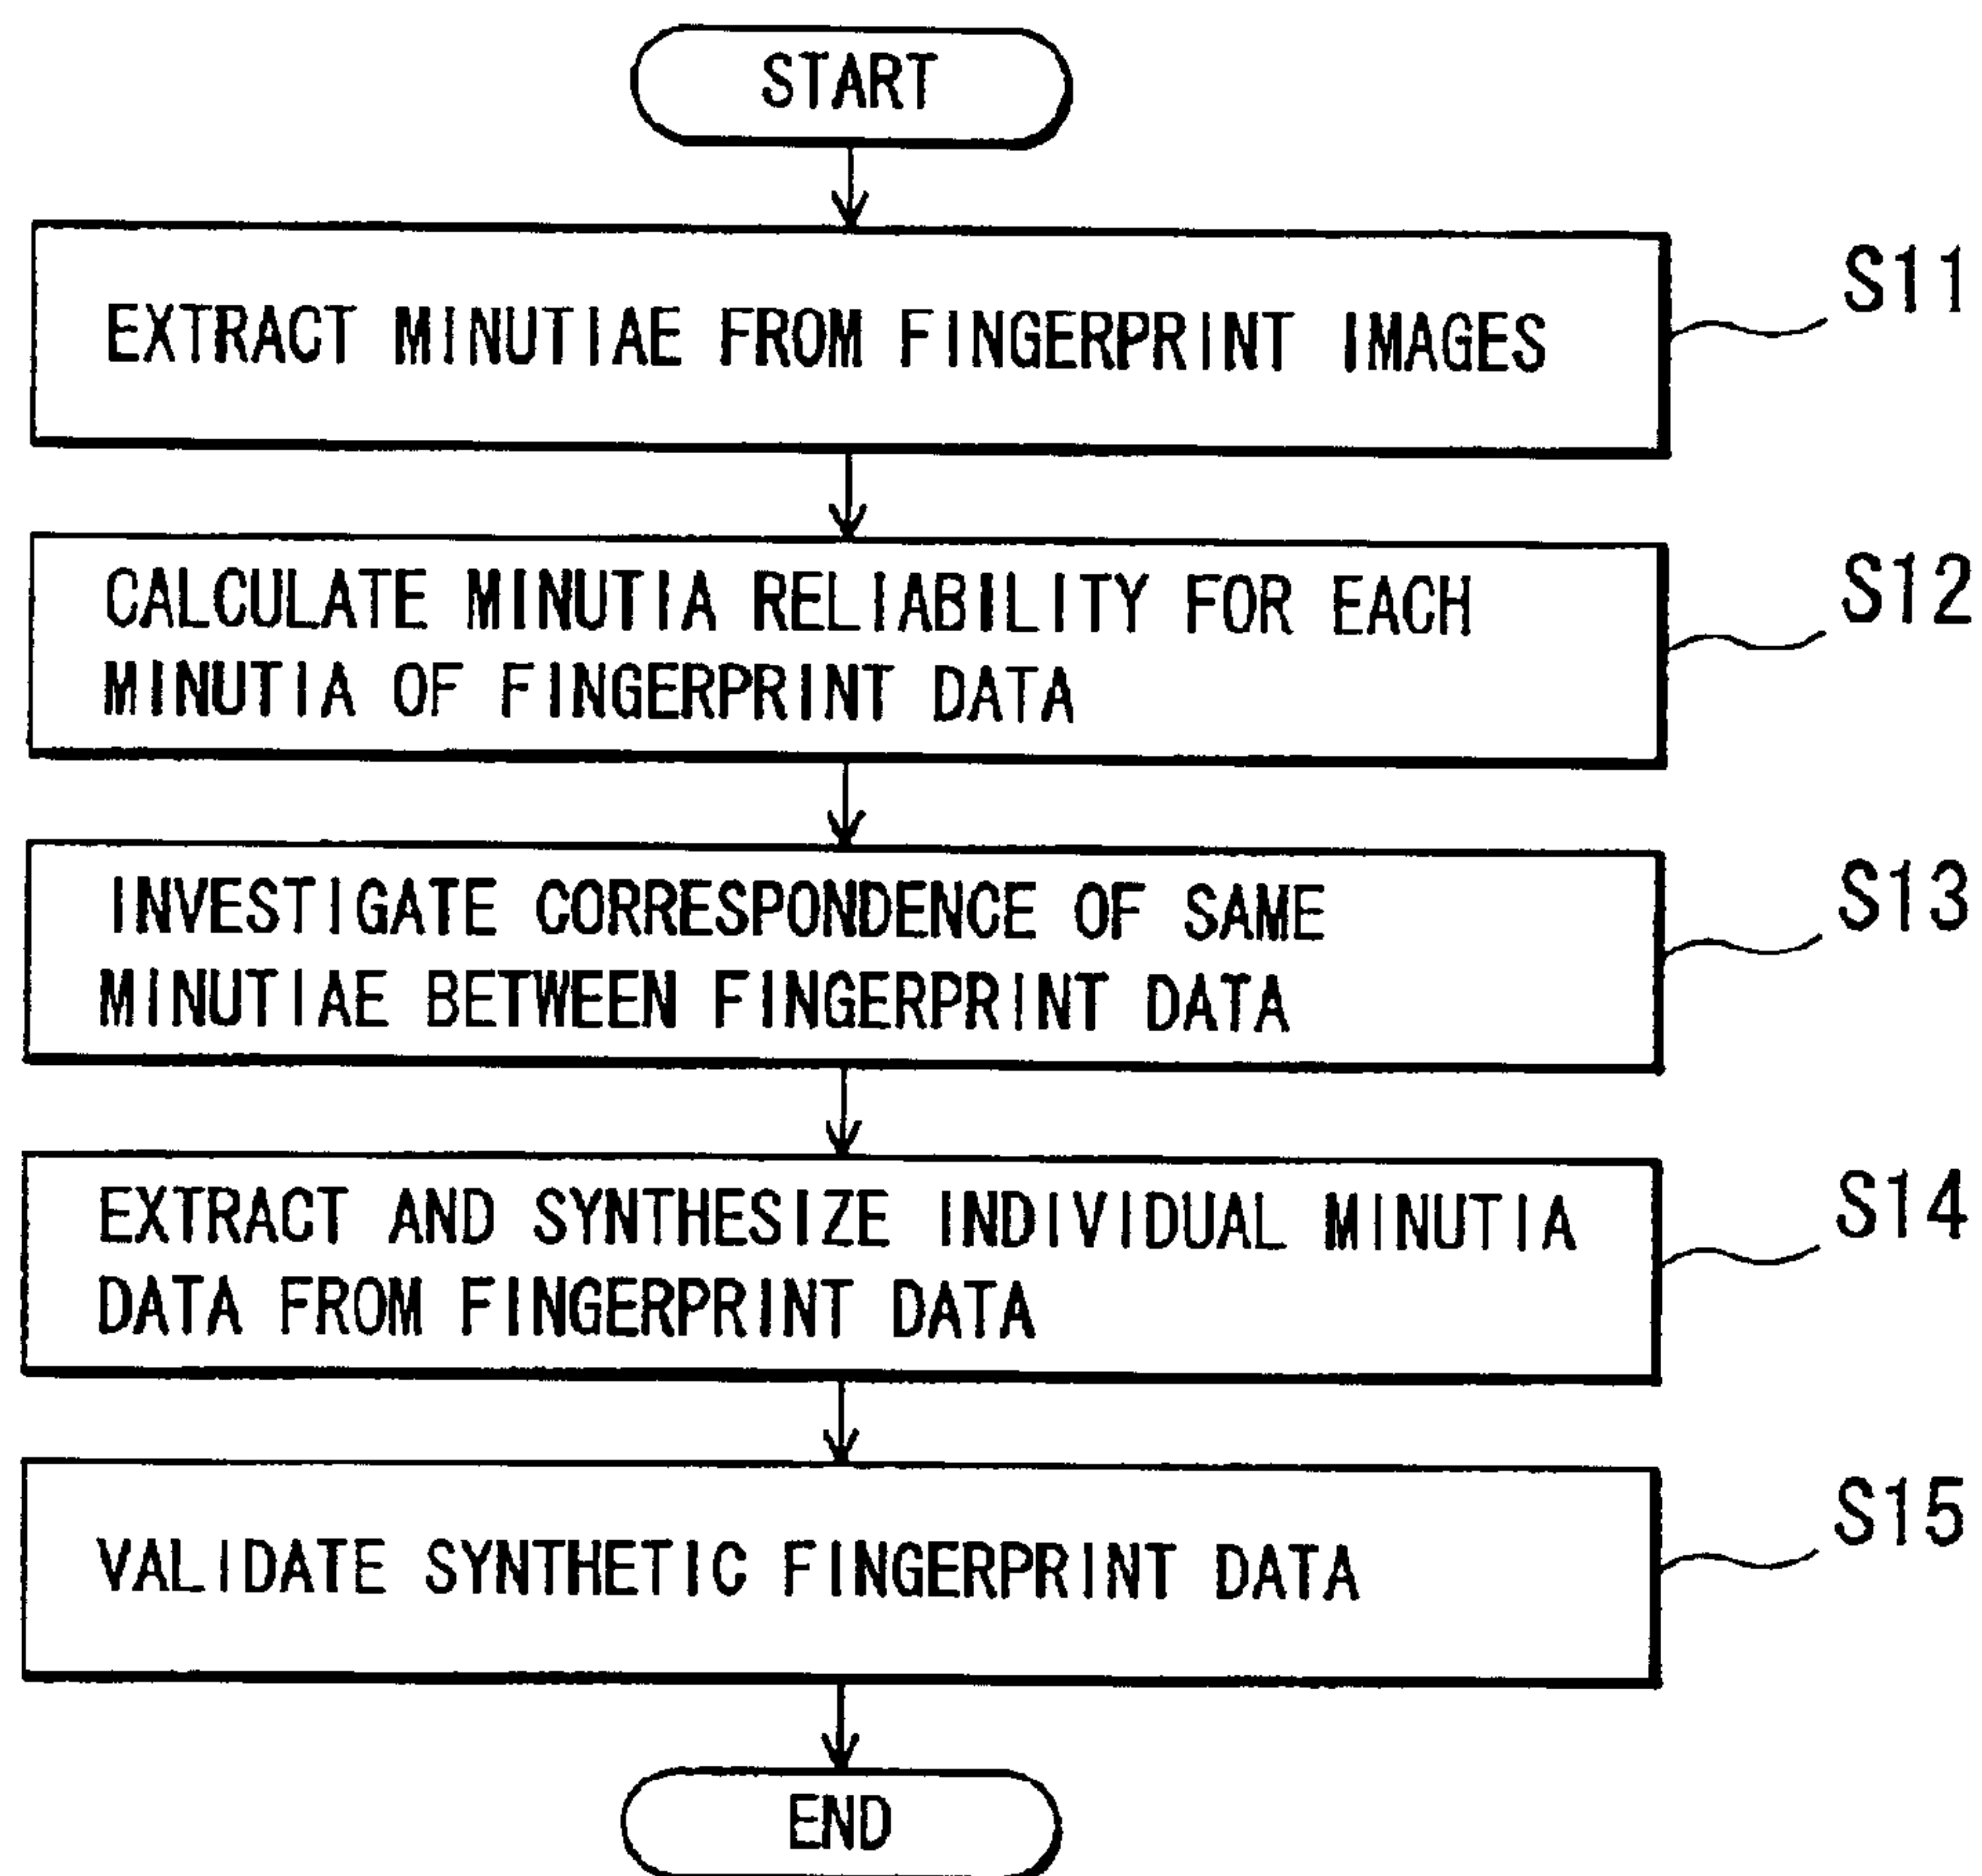 START
EXTRACT MINUTIAE FROM FINGERPRINT IMAGES
S11
CALCULATE MINUTIA RELIABILITY FOR EACH
MINUTIA OF FINGERPRINT DATA
S12
INVESTIGATE CORRESPONDENCE OF SAME
MINUTIAE BETWEEN FINGERPRINT DATA
S13
EXTRACT AND SYNTHESIZE INDIVIDUAL MINUTIA
DATA FROM FINGERPRINT DATA
S14
VALIDATE SYNTHETIC FINGERPRINT DATA
S15
END